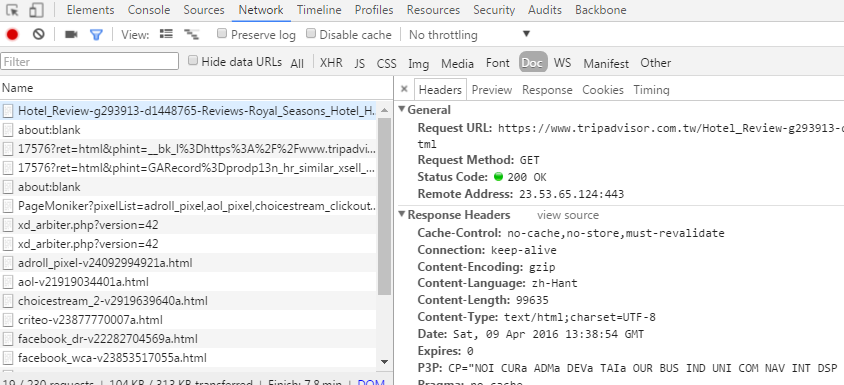 Elements Console Sources Network Timeline Profiles Resources Security Audits Backbone
View: Preserve log Disable cache No throttling
Filter Hide data URLs All XHR JS CSS Img Media Font Doc WS Manifest Other
Name
Hotel_Review-g293913-d1448765-Reviews-Royal_Seasons_Hotel_H...
about:blank
17576?ret=html&phint=__bk_l%3Dhttps%3A%2F%2Fwww.tripadvi...
17576?ret=html&phint=GARecord%3Dprodp13n_hr_similar_xsell_...
about:blank
PageMoniker?pixelList=adroll_pixel,aol_pixel,choicestream_clickout...
xd_arbiter.php?version=42
xd_arbiter.php?version=42
adroll_pixel-v24092994921a.html
aol-v21919034401a.html
choicestream_2-v2919639640a.html
criteo-v23877770007a.html
facebook_dr-v22282704569a.html
facebook_wca-v23853517055a.html
19 / 230 requests | 104 KB / 313 KB transferred | Finish: 7.8 min | DOM
× Headers Preview Response Cookies Timing
General
Request URL: https://www.tripadvisor.com.tw/Hotel_Review-g293913-d
tml
Request Method: GET
Status Code: 200 OK
Remote Address: 23.53.65.124:443
Response Headers view source
Cache-Control: no-cache,no-store,must-revalidate
Connection: keep-alive
Content-Encoding: gzip
Content-Language: zh-Hant
Content-Length: 99635
Content-Type: text/html;charset=UTF-8
Date: Sat, 09 Apr 2016 13:38:54 GMT
Expires: 0
P3P: CP="NOI CURa ADMa DEVa TAIa OUR BUS IND UNI COM NAV INT DSP
Pragma: no-cache